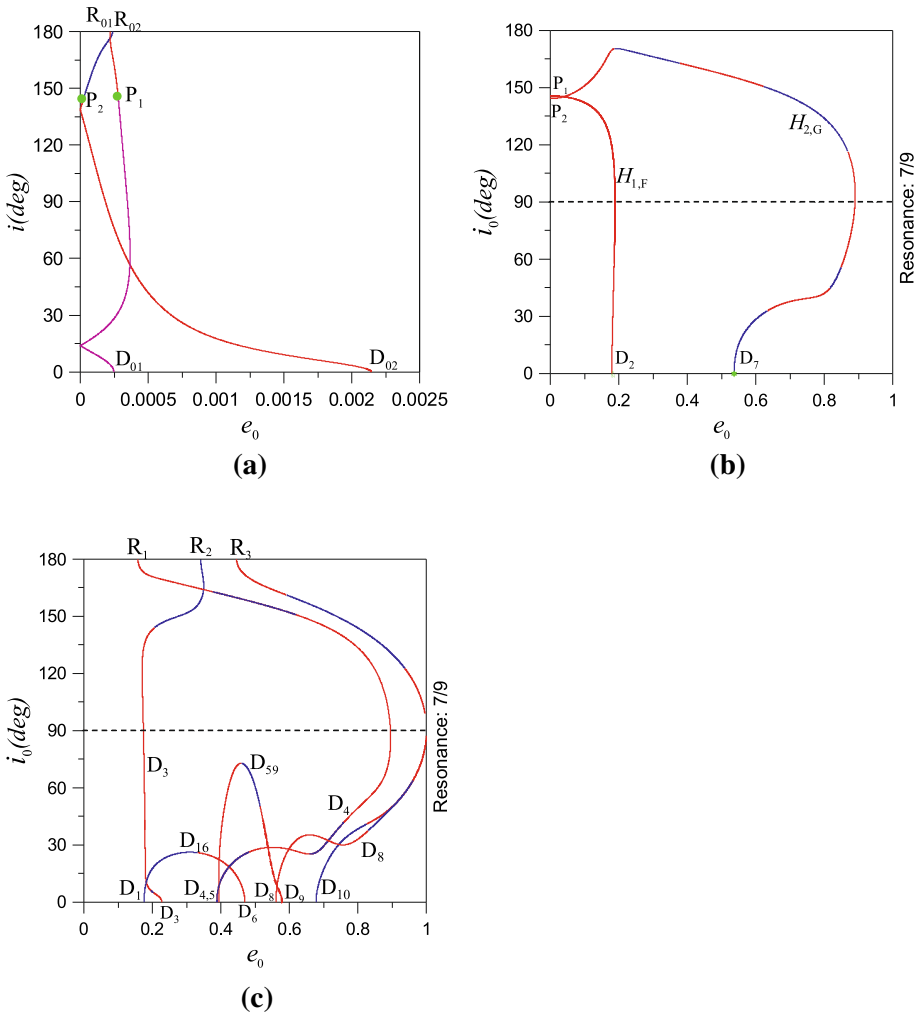 R01 R02
180
150
120
90
60
30
0
i(deg)
P2
P1
D01
D02
0
0.0005
0.001
0.0015
0.002
0.0025
e0
(a)
180
150
120
90
60
30
0
i0(deg)
P1
P2
H2,G
H1,F
D2
D7
0
0.2
0.4
0.6
0.8
1
e0
Resonance: 7/9
(b)
R1
R2
R3
180
150
120
90
60
30
0
i0(deg)
D3
D59
D4
D16
D8
D1
D3
D4,5
D6
D8
D9
D10
0
0.2
0.4
0.6
0.8
1
e0
Resonance: 7/9
(c)